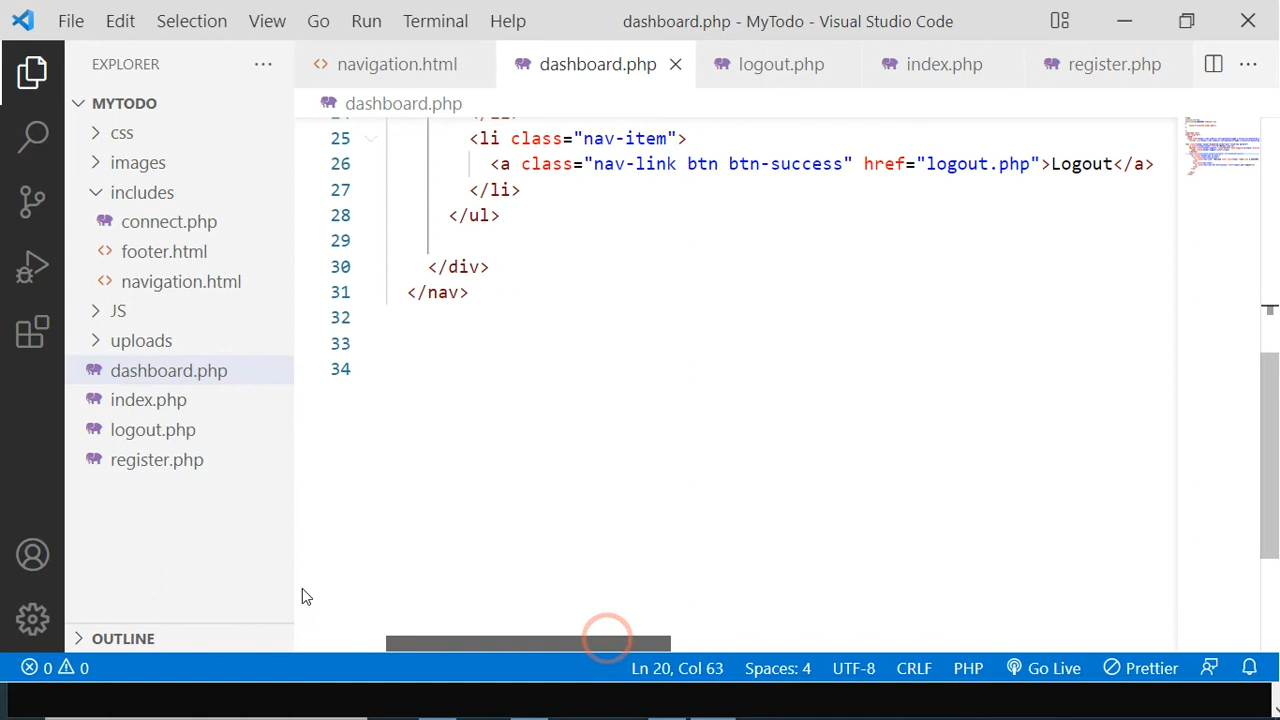 File Edit Selection View Go Run Terminal Help dashboard.php - MyTodo - Visual Studio Code
EXPLORER
navigation.html dashboard.php logout.php index.php register.php
MYTODO
dashboard.php
css
images
includes
connect.php
footer.html
navigation.html
JS
uploads
dashboard.php
index.php
logout.php
register.php
OUTLINE
25 <li class="nav-item">
26 <a class="nav-link btn btn-success" href="logout.php">Logout</a>
27 </li>
28 </ul>
29
30 </div>
31 </nav>
32
33
34
0 0 Ln 20, Col 63 Spaces: 4 UTF-8 CRLF PHP Go Live Prettier